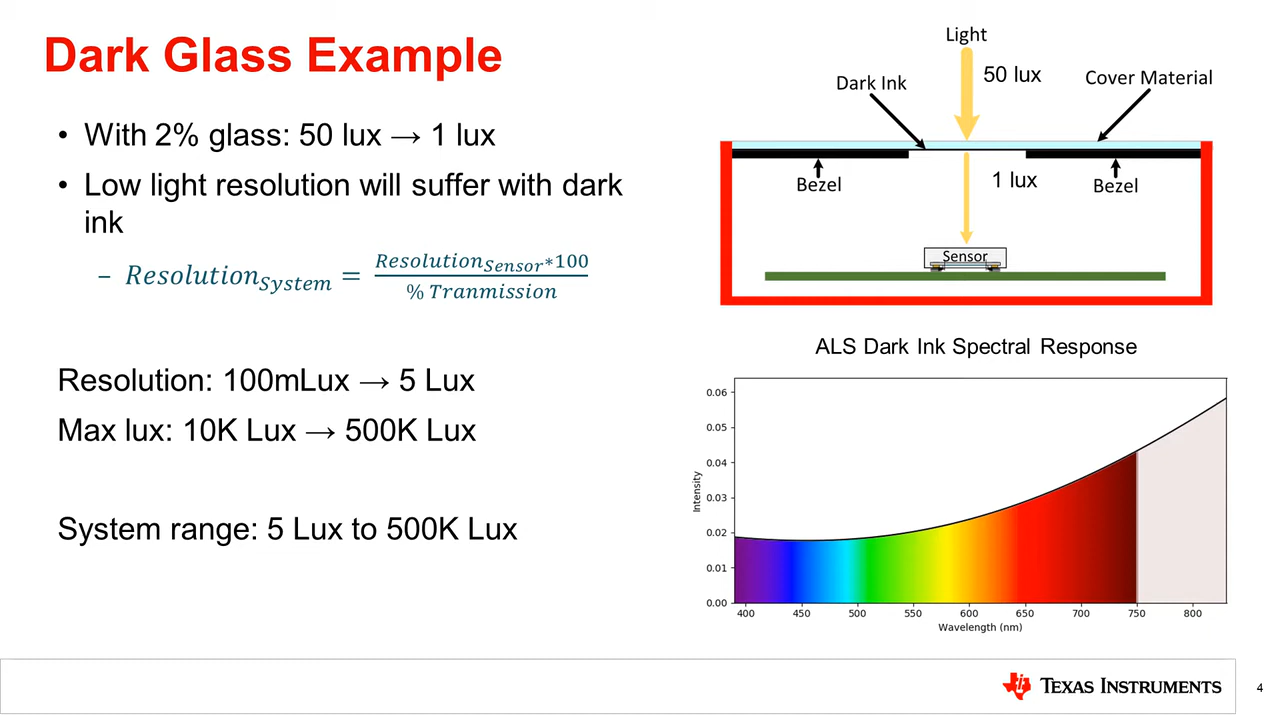 Dark Glass Example
• With 2% glass: 50 lux → 1 lux
• Low light resolution will suffer with dark
ink
– Resolution_System = Resolution_Sensor*100 / % Tranmission
Resolution: 100mLux → 5 Lux
Max lux: 10K Lux → 500K Lux
System range: 5 Lux to 500K Lux
Light
50 lux
Dark Ink
Cover Material
Bezel
1 lux
Bezel
Sensor
ALS Dark Ink Spectral Response
0.06
0.05
0.04
0.03
0.02
0.01
0.00
Intensity
400 450 500 550 600 650 700 750 800
Wavelength (nm)
TEXAS INSTRUMENTS
4